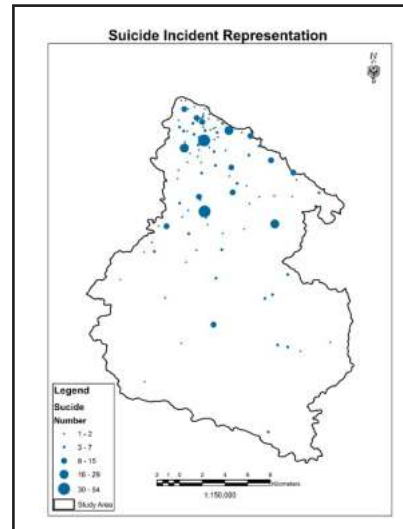 Suicide Incident Representation
N
Legend
Sucide
Number
1 - 2
3 - 7
8 - 15
16 - 29
30 - 54
Study Area
Kilometers
1:150,000